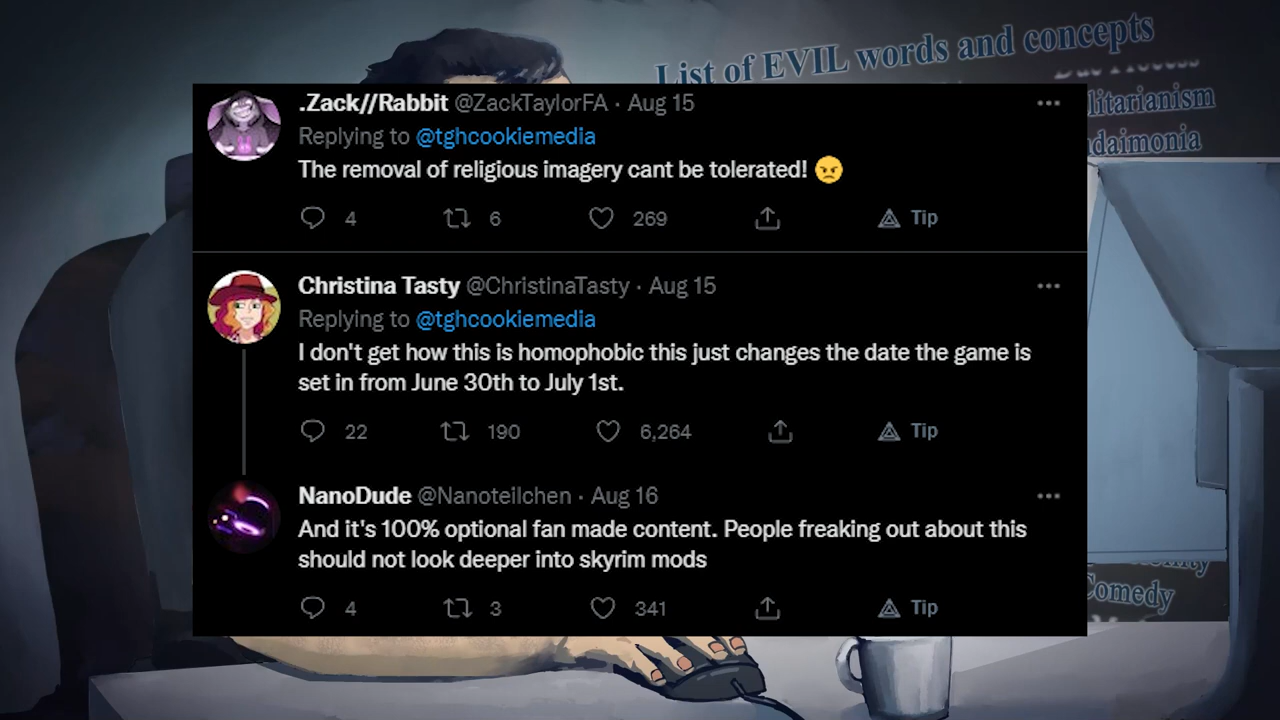 List of EVIL words and concepts
Due Process
.Zack//Rabbit @ZackTaylorFA · Aug 15
Replying to @tghcookiemedia
The removal of religious imagery cant be tolerated! 😠
4 6 269 Tip
Christina Tasty @ChristinaTasty · Aug 15
Replying to @tghcookiemedia
I don't get how this is homophobic this just changes the date the game is
set in from June 30th to July 1st.
22 190 6,264 Tip
NanoDude @Nanoteilchen · Aug 16
And it's 100% optional fan made content. People freaking out about this
should not look deeper into skyrim mods
4 3 341 Tip
Comedy